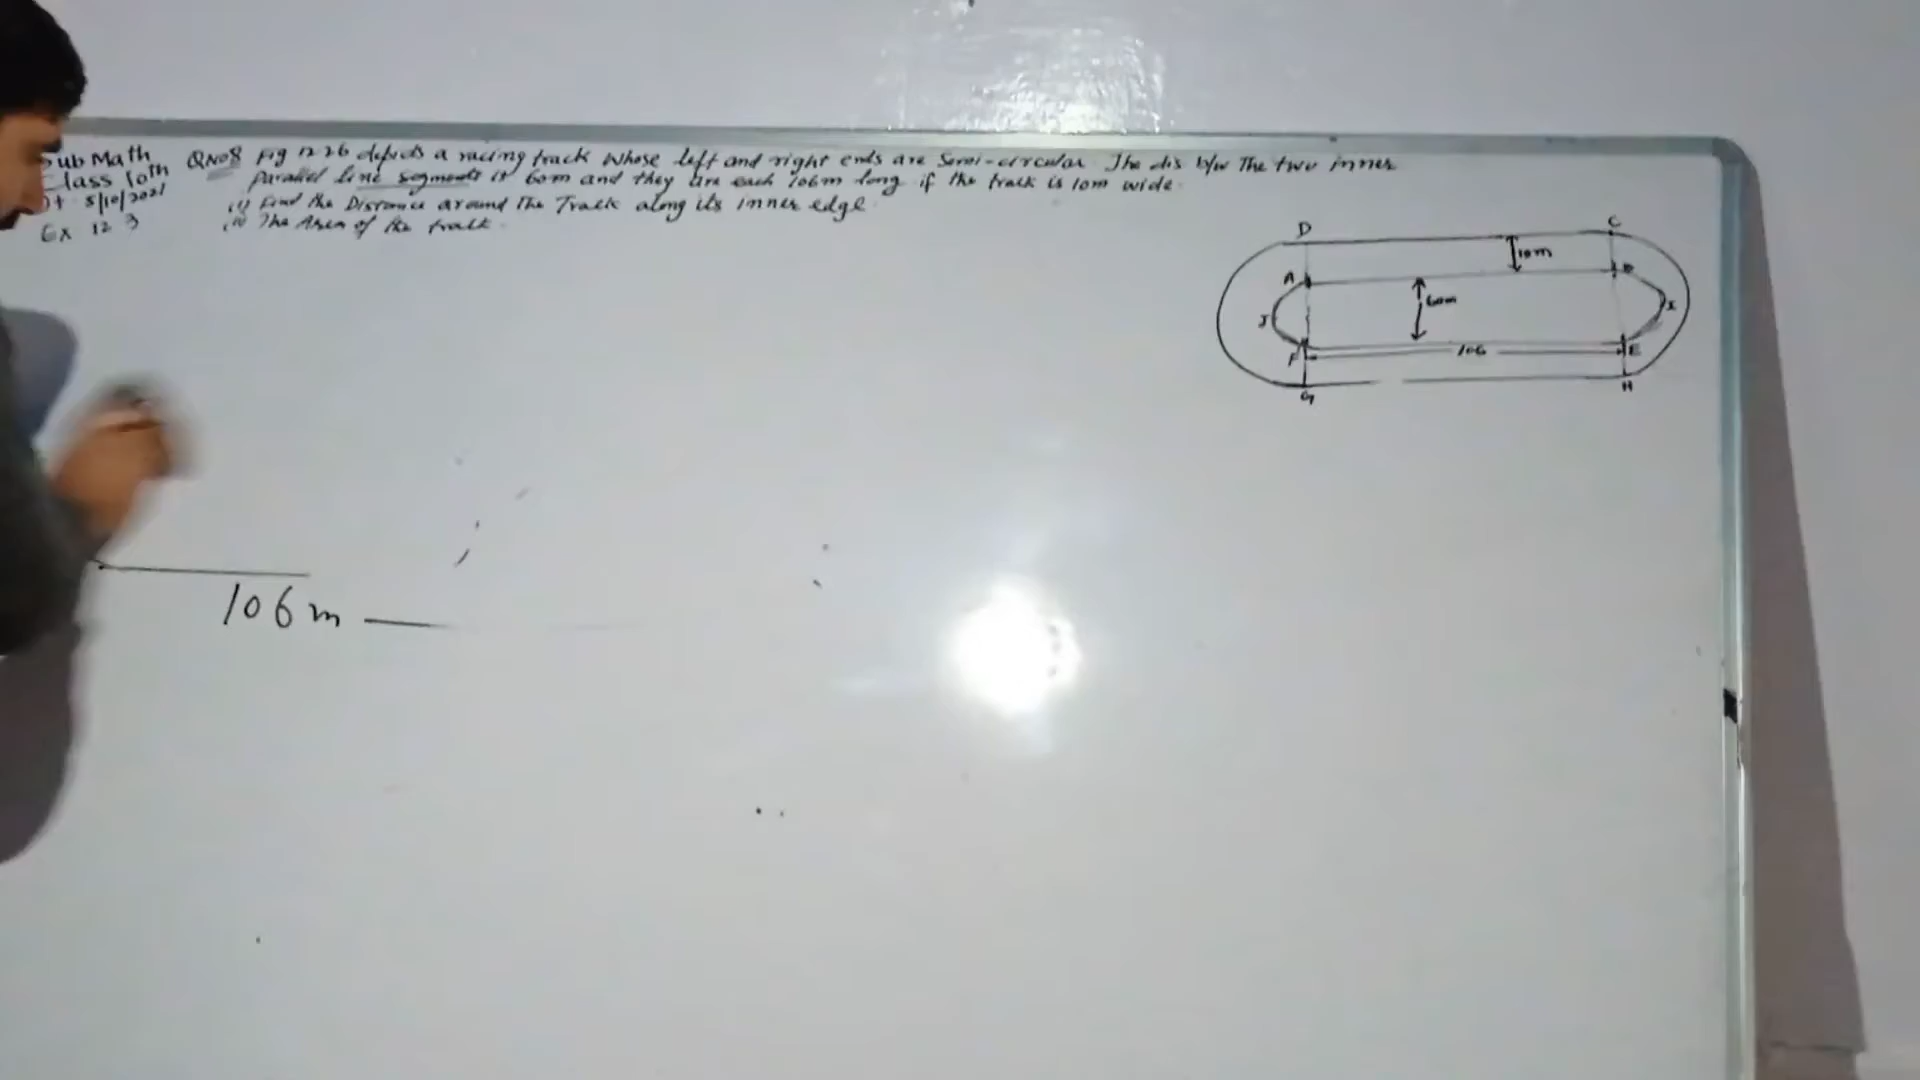 Sub Math
Class 10th
Dt 5/10/2021
Ex 12 3
QNO8 Fig 12 26 depicts a racing track whose left and right ends are Semi-circular. The dis b/w The two inner
Parallel line segments is 60m and they are each 106m long if the track is 10m wide.
(i) Find the Distance around The Track along its inner edge
(ii) The Area of the track.
D
C
10m
A
B
60m
J
I
F
106
E
G
H
106 m